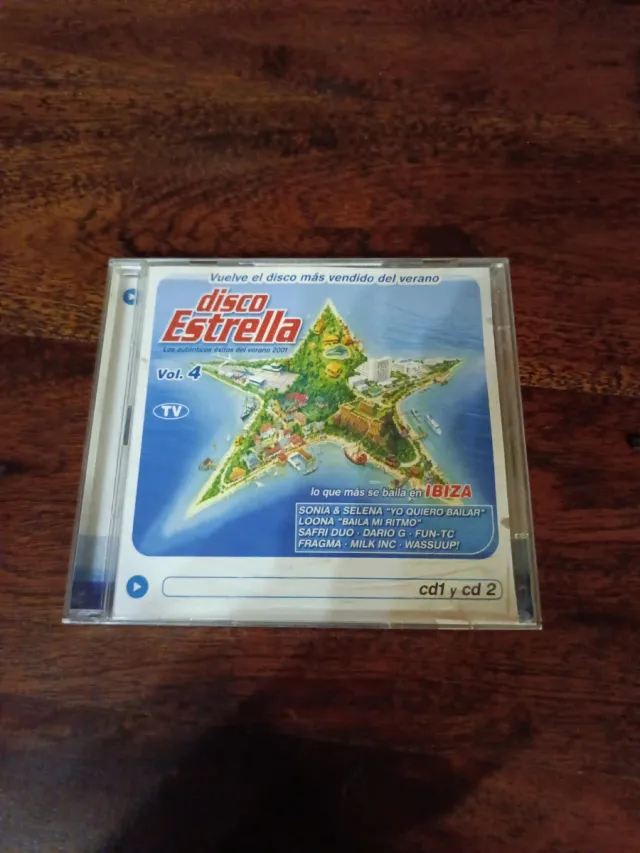 Vuelve el disco más vendido del verano
disco
Estrella
Los auténticos éxitos del verano 2001
Vol. 4
TV
lo que más se baila en IBIZA
SONIA & SELENA "YO QUIERO BAILAR"
LOONA "BAILA MI RITMO"
SAFRI DUO · DARIO G · FUN-TC
FRAGMA · MILK INC · WASSUUP!
cd1 y cd 2